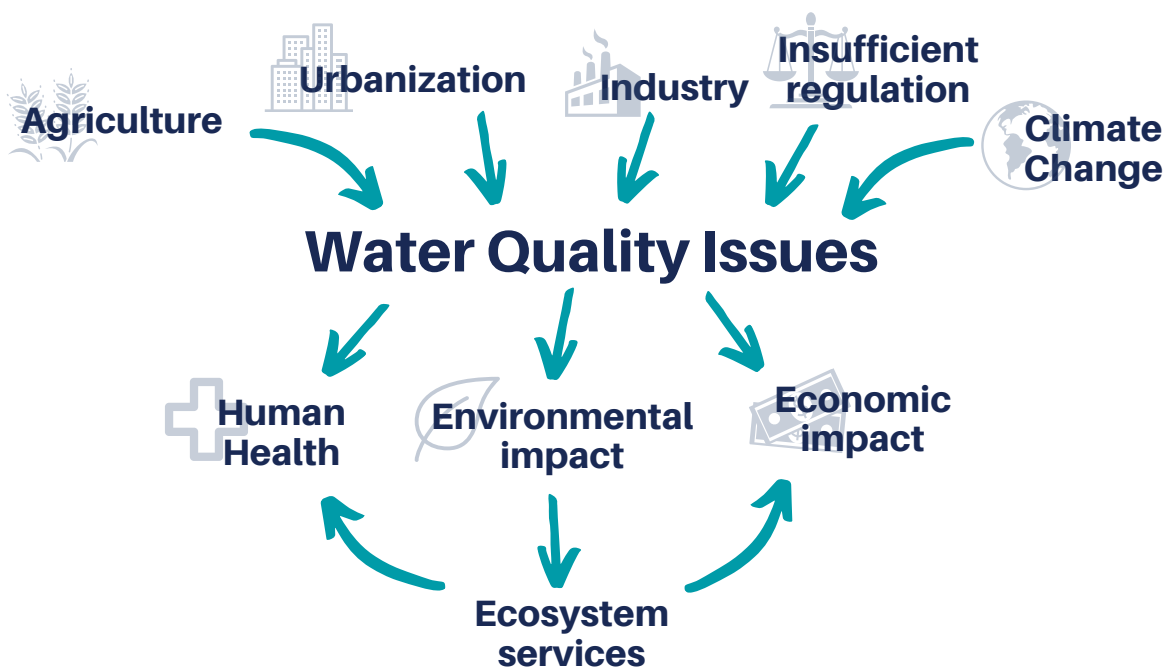 Agriculture
Urbanization
Industry
Insufficient
regulation
Climate
Change
Water Quality Issues
Human
Health
Environmental
impact
Economic
impact
Ecosystem
services